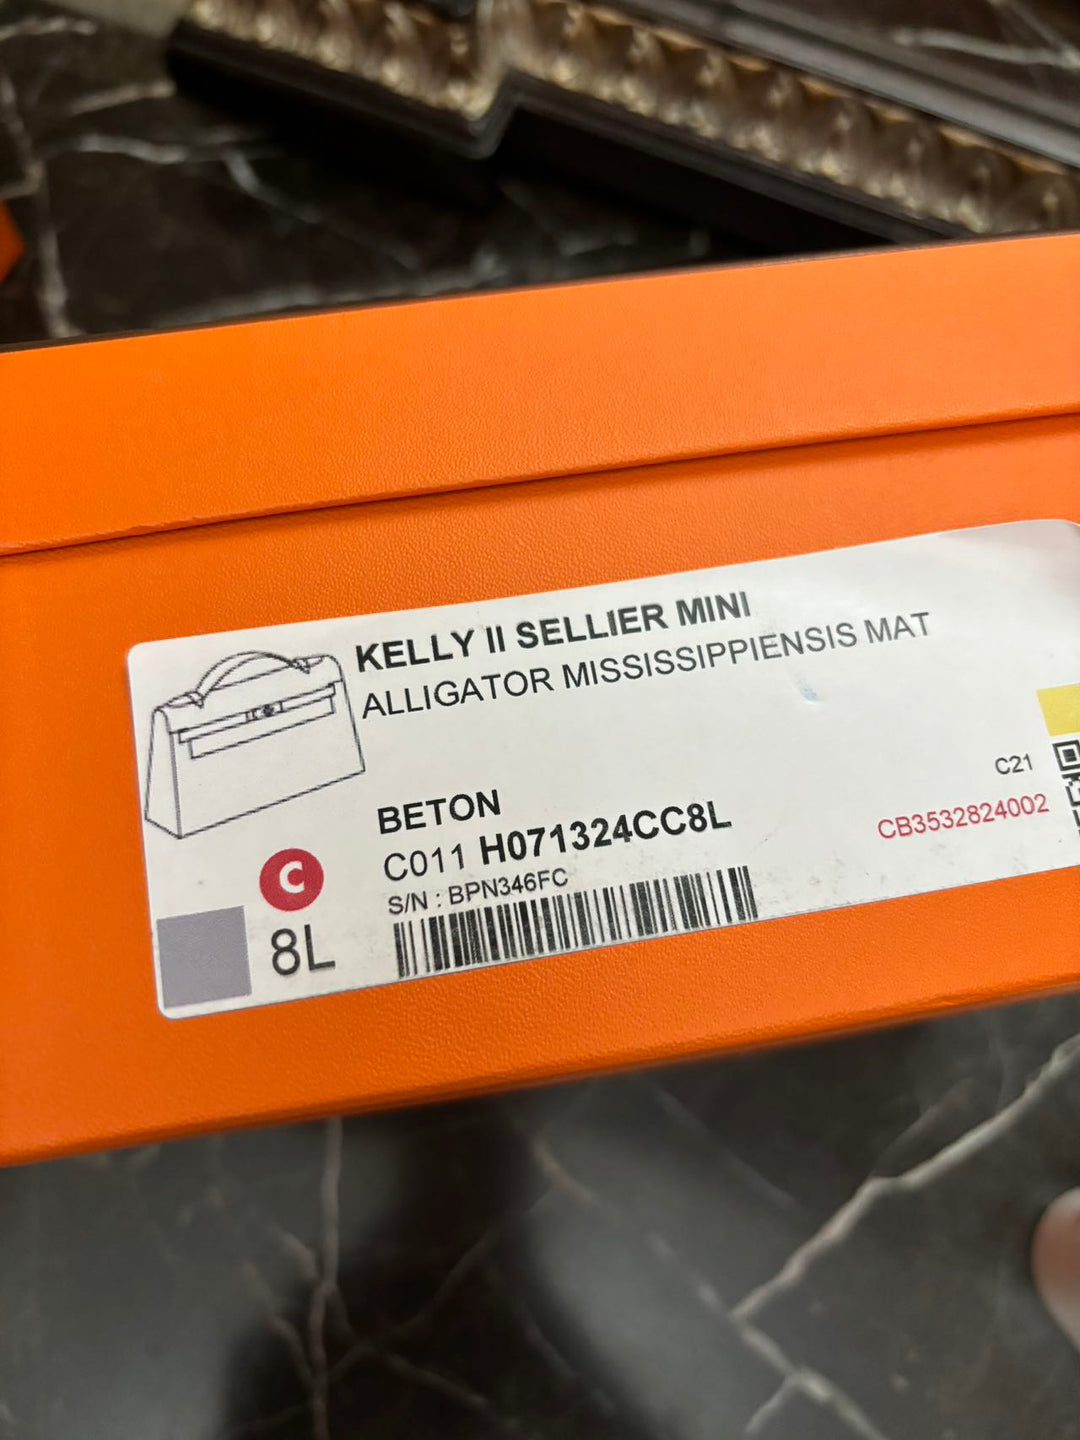 KELLY II SELLIER MINI
ALLIGATOR MISSISSIPPIENSIS MAT
BETON
C011 H071324CC8L
S/N : BPN346FC
C
8L
C21
CB3532824002